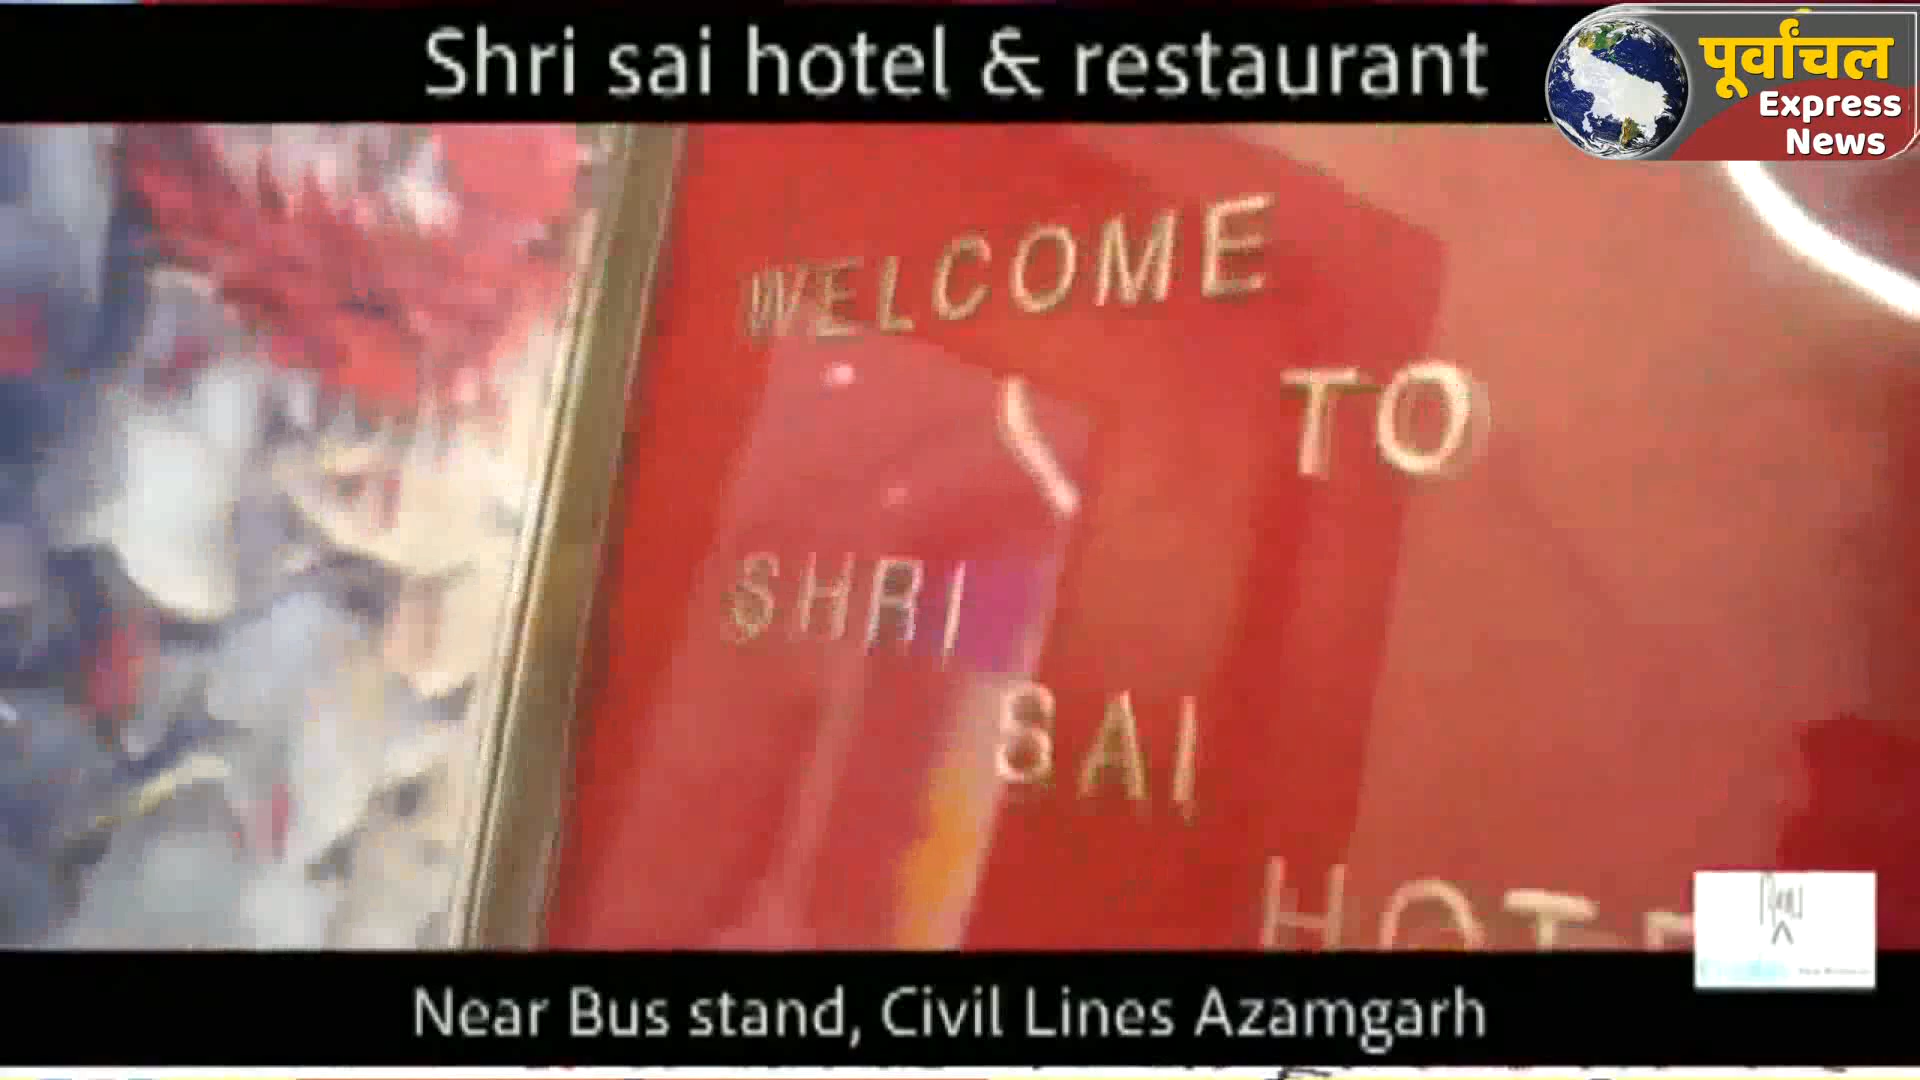 Shri sai hotel & restaurant
पूर्वांचल
Express
News
WELCOME
TO
SHRI
SAI
Near Bus stand, Civil Lines Azamgarh